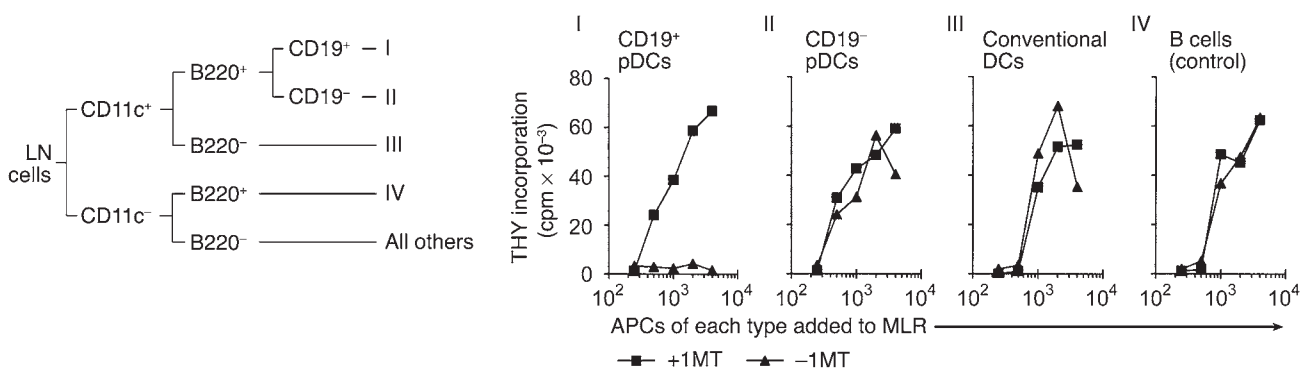 LN cells
CD11c⁺
B220⁺
CD19⁺ – I
CD19⁻ – II
B220⁻
III
CD11c⁻
B220⁺
IV
B220⁻
All others
I
CD19⁺ pDCs
II
CD19⁻ pDCs
III
Conventional DCs
IV
B cells (control)
THY incorporation
(cpm × 10⁻³)
80
60
40
20
0
10² 10³ 10⁴
10² 10³ 10⁴
10² 10³ 10⁴
10² 10³ 10⁴
APCs of each type added to MLR
+1MT
−1MT